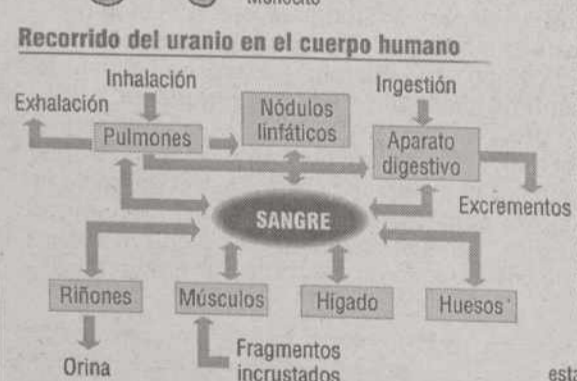 Monocito
Recorrido del uranio en el cuerpo humano
Inhalación
Ingestión
Exhalación
Pulmones
Nódulos
linfáticos
Aparato
digestivo
Excrementos
SANGRE
Riñones
Músculos
Hígado
Huesos
Orina
Fragmentos
incrustados